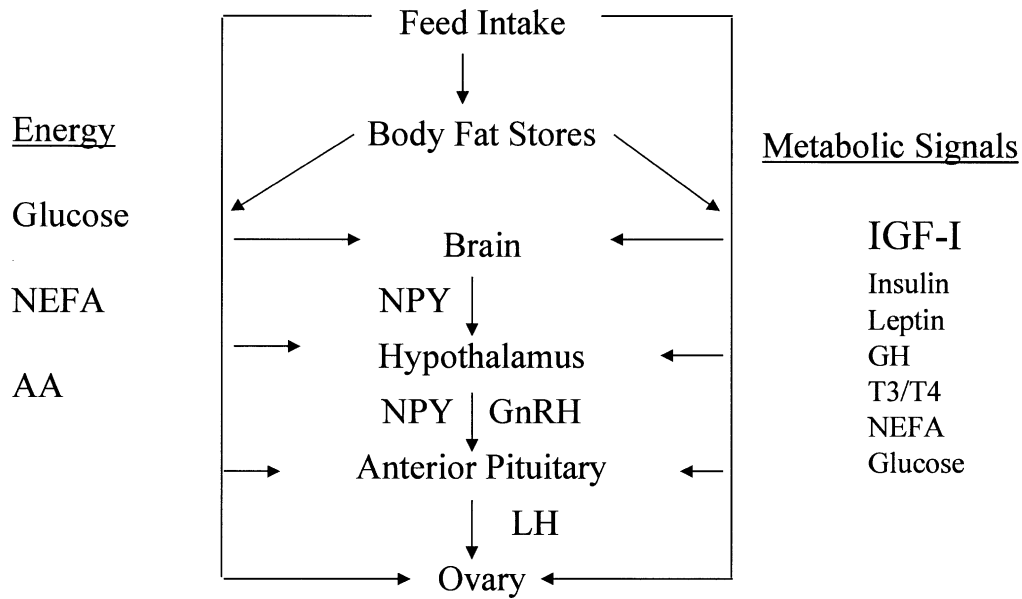 Feed Intake
Energy
Body Fat Stores
Metabolic Signals
Glucose
Brain
IGF-I
NEFA
NPY
Insulin
Leptin
Hypothalamus
GH
AA
T3/T4
NPY GnRH
NEFA
Anterior Pituitary
Glucose
LH
Ovary